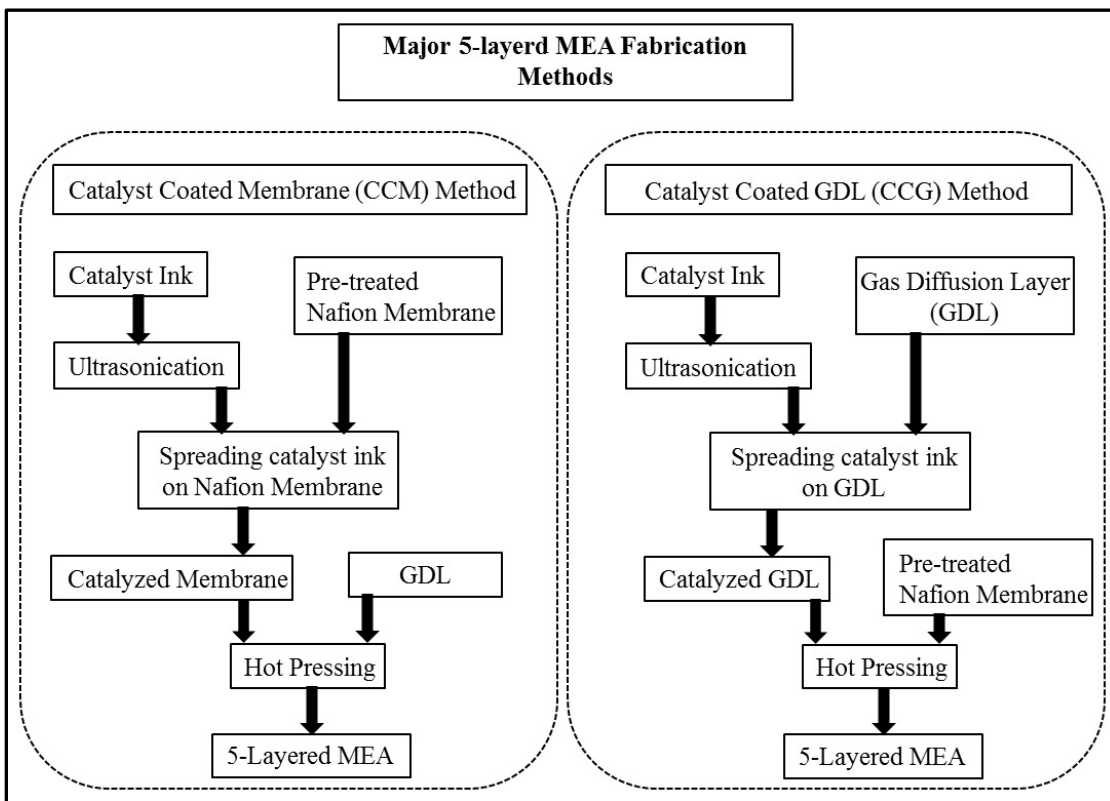 Major 5-layerd MEA Fabrication
Methods
Catalyst Coated Membrane (CCM) Method
Catalyst Ink
Pre-treated
Nafion Membrane
Ultrasonication
Spreading catalyst ink
on Nafion Membrane
Catalyzed Membrane
GDL
Hot Pressing
5-Layered MEA
Catalyst Coated GDL (CCG) Method
Catalyst Ink
Gas Diffusion Layer
(GDL)
Ultrasonication
Spreading catalyst ink
on GDL
Catalyzed GDL
Pre-treated
Nafion Membrane
Hot Pressing
5-Layered MEA